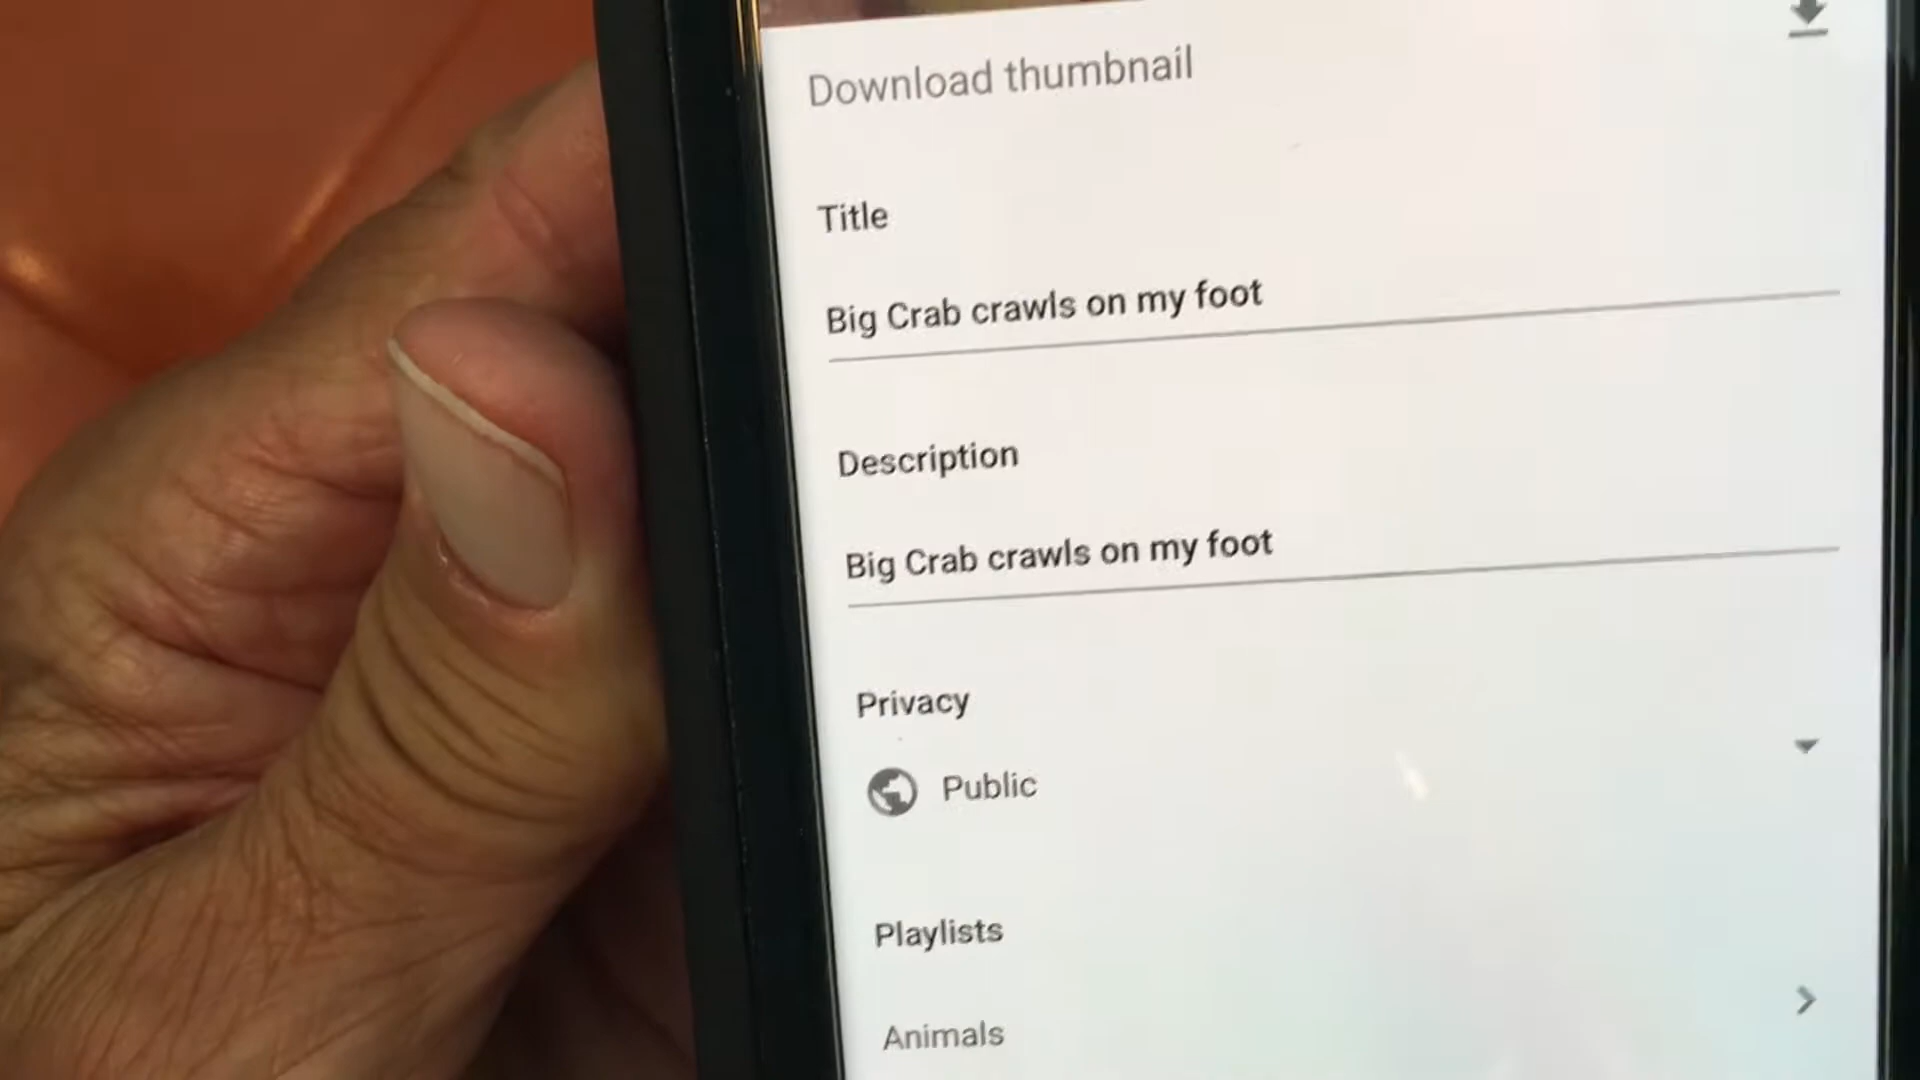 Download thumbnail
Title
Big Crab crawls on my foot
Description
Big Crab crawls on my foot
Privacy
Public
Playlists
Animals